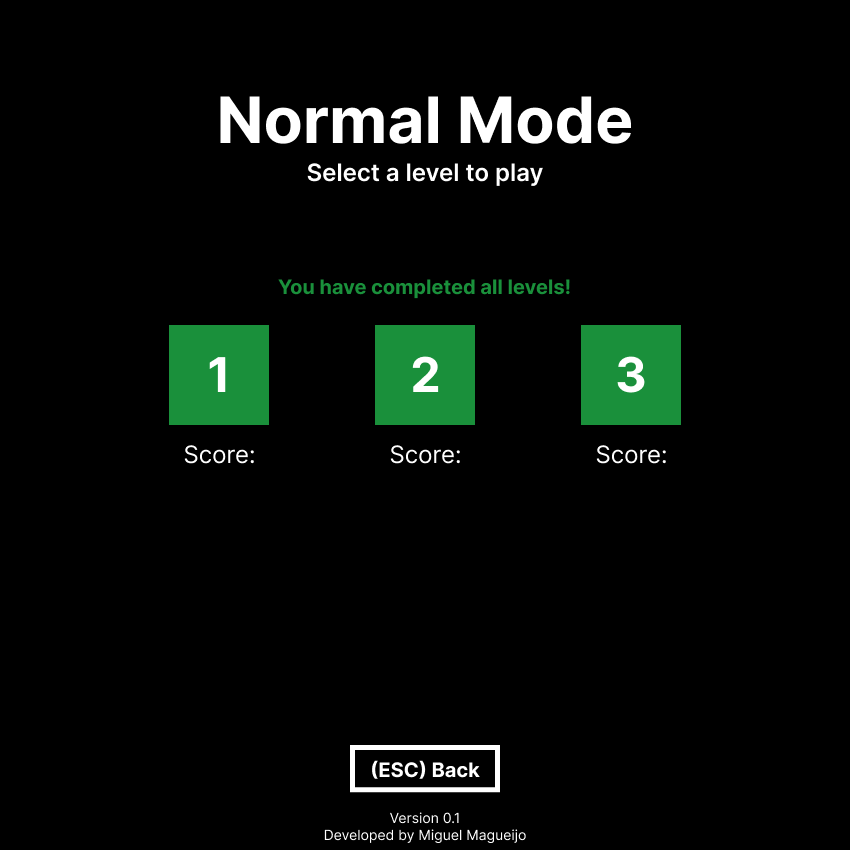 Normal Mode
Select a level to play
You have completed all levels!
1 2 3
Score: Score: Score:
(ESC) Back
Version 0.1
Developed by Miguel Magueijo